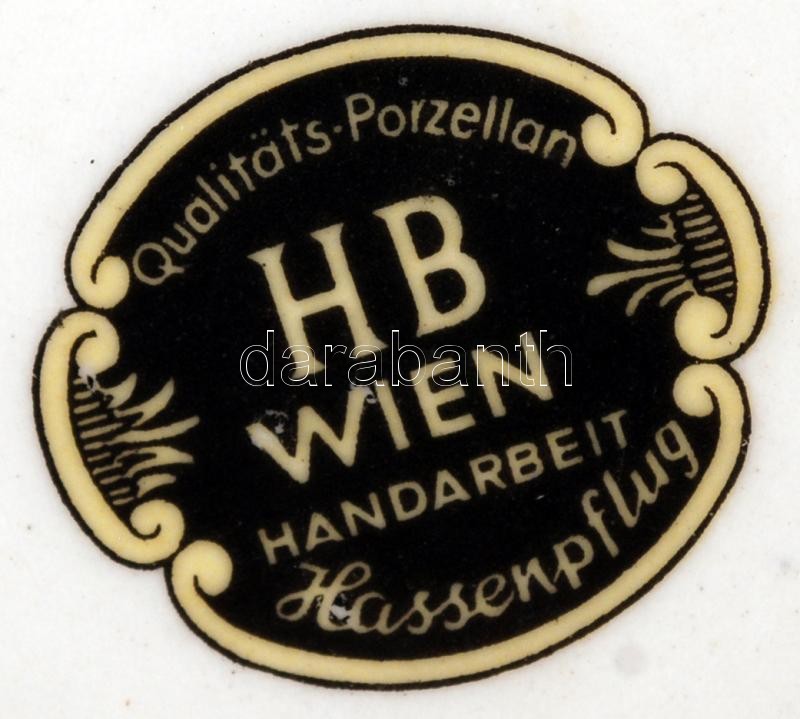 Qualitäts-Porzellan
HB
darabanth
WIEN
HANDARBEIT
Hassenpflug